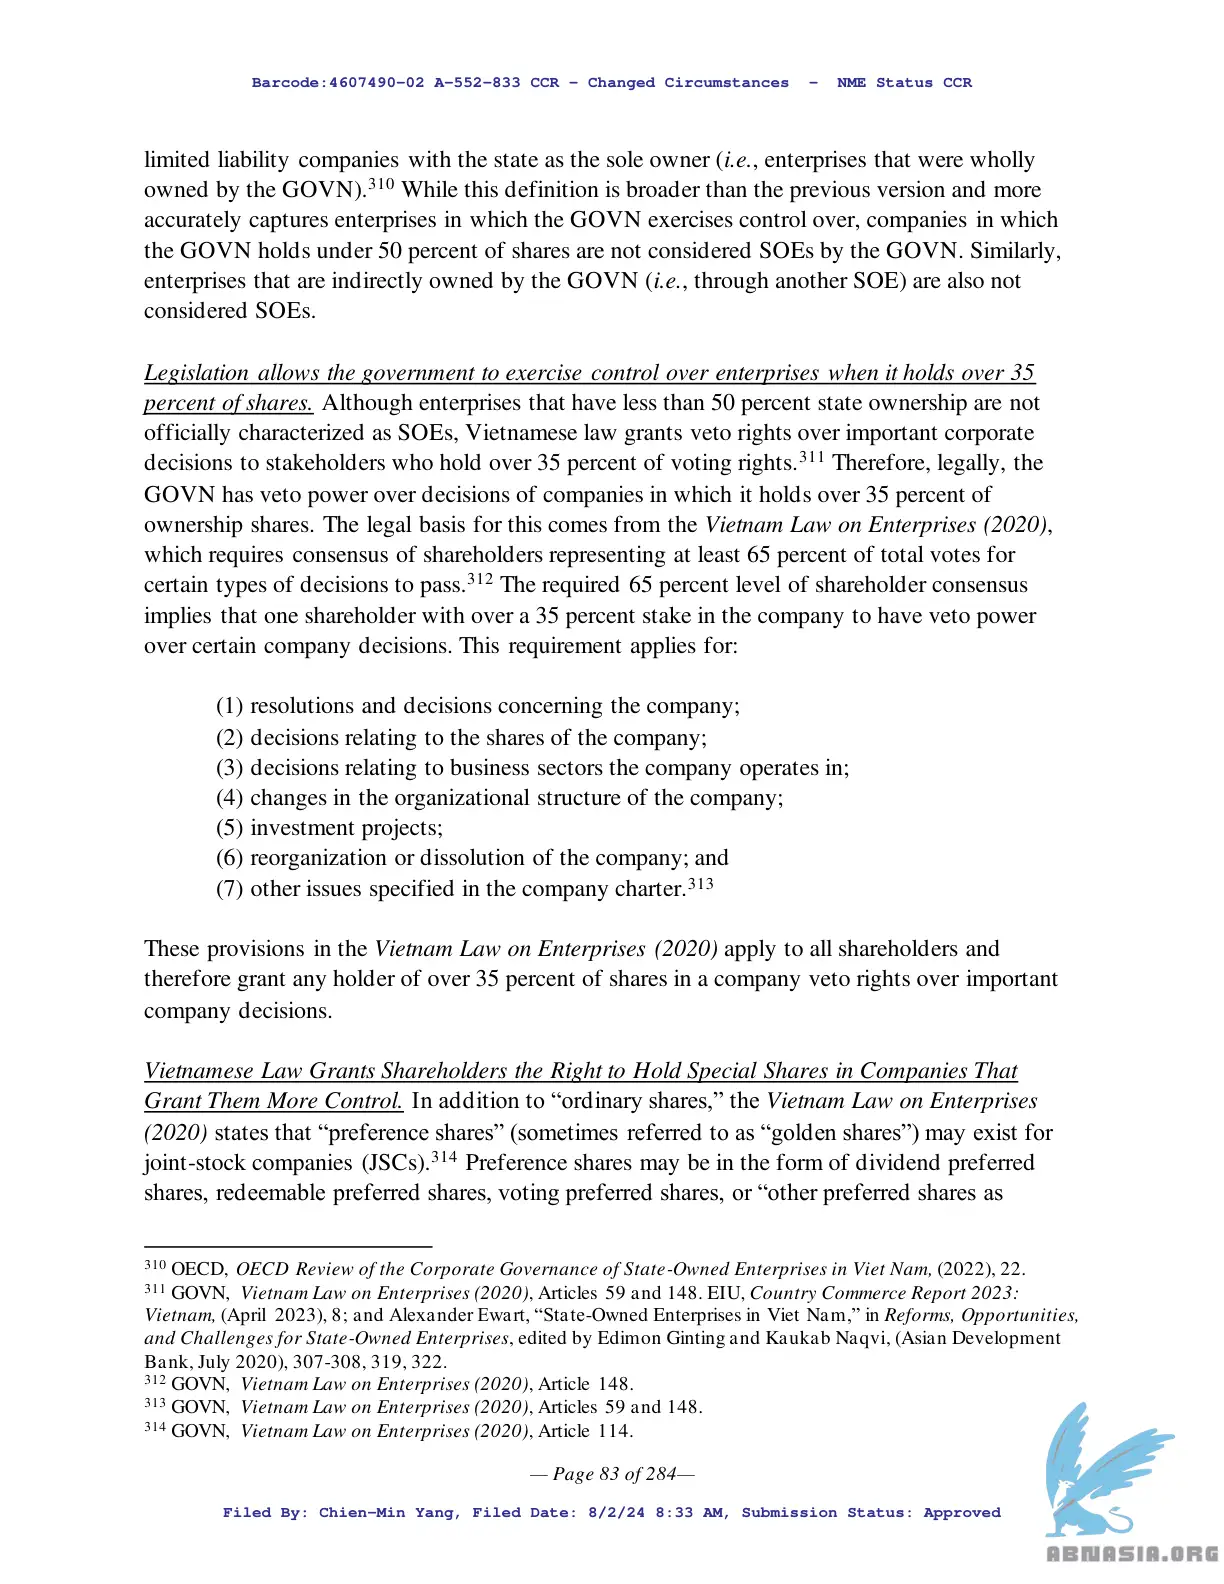 Barcode:4607490-02 A-552-833 CCR - Changed Circumstances  -  NME Status CCR
limited liability companies with the state as the sole owner (i.e., enterprises that were wholly
owned by the GOVN).310 While this definition is broader than the previous version and more
accurately captures enterprises in which the GOVN exercises control over, companies in which
the GOVN holds under 50 percent of shares are not considered SOEs by the GOVN. Similarly,
enterprises that are indirectly owned by the GOVN (i.e., through another SOE) are also not
considered SOEs.
Legislation allows the government to exercise control over enterprises when it holds over 35
percent of shares. Although enterprises that have less than 50 percent state ownership are not
officially characterized as SOEs, Vietnamese law grants veto rights over important corporate
decisions to stakeholders who hold over 35 percent of voting rights.311 Therefore, legally, the
GOVN has veto power over decisions of companies in which it holds over 35 percent of
ownership shares. The legal basis for this comes from the Vietnam Law on Enterprises (2020),
which requires consensus of shareholders representing at least 65 percent of total votes for
certain types of decisions to pass.312 The required 65 percent level of shareholder consensus
implies that one shareholder with over a 35 percent stake in the company to have veto power
over certain company decisions. This requirement applies for:
(1) resolutions and decisions concerning the company;
(2) decisions relating to the shares of the company;
(3) decisions relating to business sectors the company operates in;
(4) changes in the organizational structure of the company;
(5) investment projects;
(6) reorganization or dissolution of the company; and
(7) other issues specified in the company charter.313
These provisions in the Vietnam Law on Enterprises (2020) apply to all shareholders and
therefore grant any holder of over 35 percent of shares in a company veto rights over important
company decisions.
Vietnamese Law Grants Shareholders the Right to Hold Special Shares in Companies That
Grant Them More Control. In addition to “ordinary shares,” the Vietnam Law on Enterprises
(2020) states that “preference shares” (sometimes referred to as “golden shares”) may exist for
joint-stock companies (JSCs).314 Preference shares may be in the form of dividend preferred
shares, redeemable preferred shares, voting preferred shares, or “other preferred shares as
310 OECD, OECD Review of the Corporate Governance of State-Owned Enterprises in Viet Nam, (2022), 22.
311 GOVN, Vietnam Law on Enterprises (2020), Articles 59 and 148. EIU, Country Commerce Report 2023:
Vietnam, (April 2023), 8; and Alexander Ewart, “State-Owned Enterprises in Viet Nam,” in Reforms, Opportunities,
and Challenges for State-Owned Enterprises, edited by Edimon Ginting and Kaukab Naqvi, (Asian Development
Bank, July 2020), 307-308, 319, 322.
312 GOVN, Vietnam Law on Enterprises (2020), Article 148.
313 GOVN, Vietnam Law on Enterprises (2020), Articles 59 and 148.
314 GOVN, Vietnam Law on Enterprises (2020), Article 114.
— Page 83 of 284—
Filed By: Chien-Min Yang, Filed Date: 8/2/24 8:33 AM, Submission Status: Approved
ABNASIA.ORG